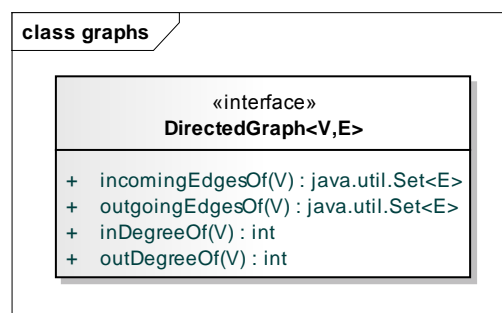 class graphs
«interface»
DirectedGraph<V,E>
+ incomingEdgesOf(V) : java.util.Set<E>
+ outgoingEdgesOf(V) : java.util.Set<E>
+ inDegreeOf(V) : int
+ outDegreeOf(V) : int